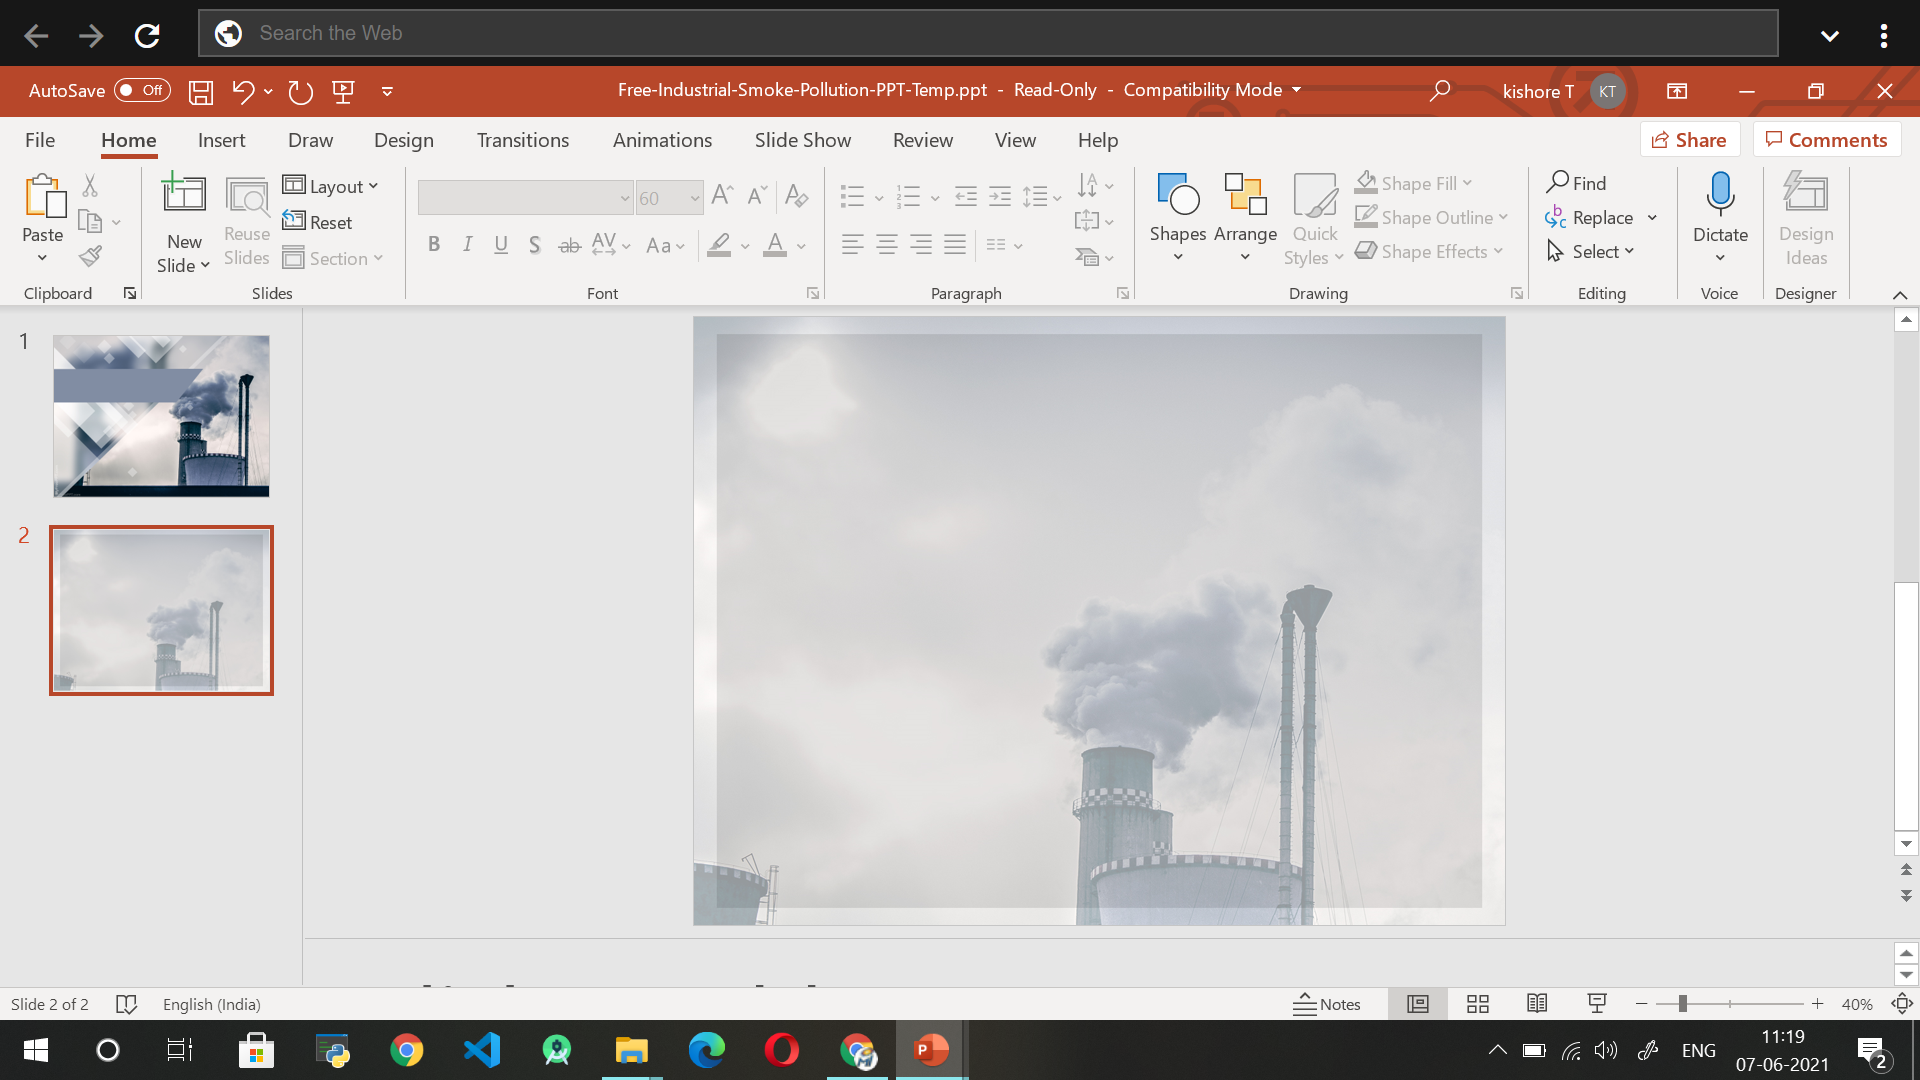 Search the Web
AutoSave Off
Free-Industrial-Smoke-Pollution-PPT-Temp.ppt - Read-Only - Compatibility Mode
kishore T KT
File Home Insert Draw Design Transitions Animations Slide Show Review View Help
Share Comments
Paste
Clipboard
New Slide
Reuse Slides
Layout
Reset
Section
Slides
60
B I U S ab AV Aa A
Font
Paragraph
Shapes
Arrange
Quick Styles
Shape Fill
Shape Outline
Shape Effects
Drawing
Find
Replace
Select
Editing
Dictate
Voice
Design Ideas
Designer
1
2
Slide 2 of 2 English (India) Notes 40%
ENG
11:19
07-06-2021
2